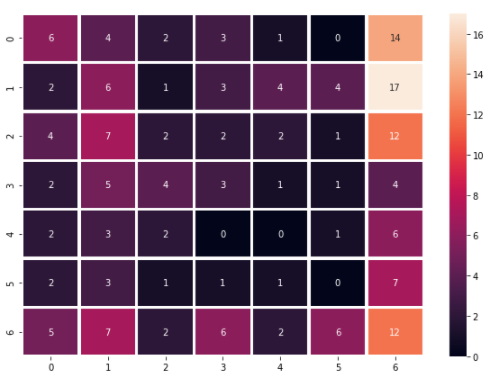 0 6 4 2 3 1 0 14
1 2 6 1 3 4 4 17
2 4 7 2 2 2 1 12
3 2 5 4 3 1 1 4
4 2 3 2 0 0 1 6
5 2 3 1 1 1 0 7
6 5 7 2 6 2 6 12
0 1 2 3 4 5 6
16
14
12
10
8
6
4
2
0